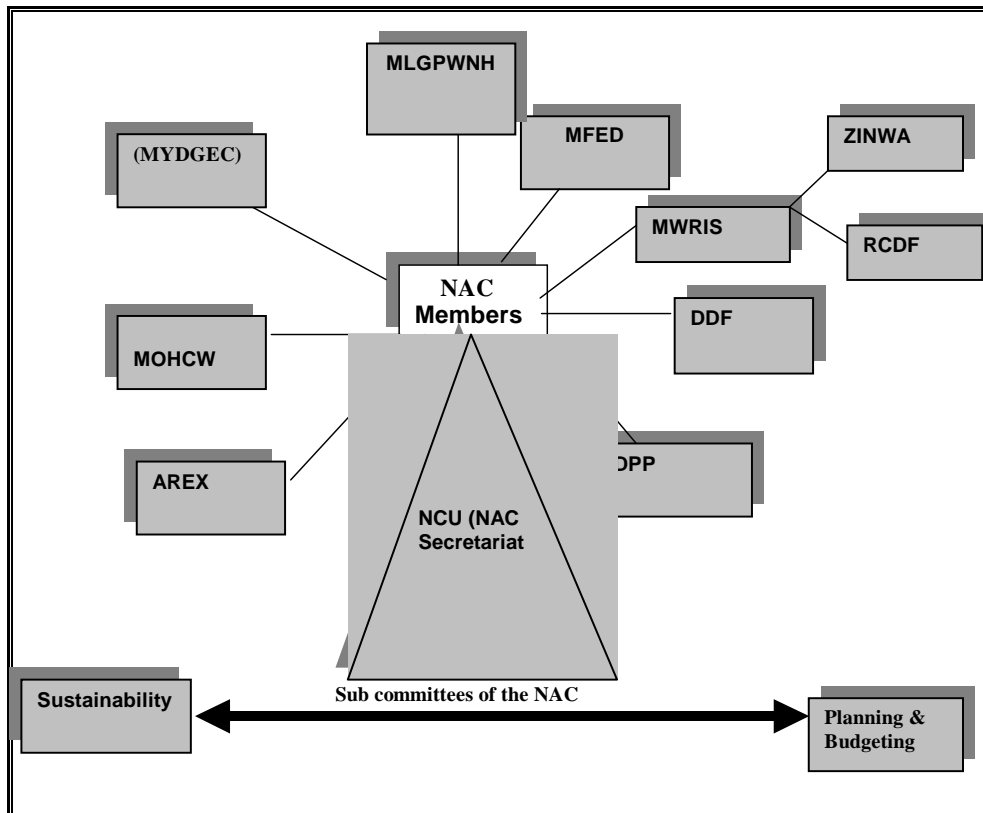 MLGPWNH
MFED
ZINWA
(MYDGEC)
MWRIS
RCDF
NAC
Members
DDF
MOHCW
AREX
NCU (NAC
Secretariat
Sub committees of the NAC
Sustainability
Planning &
Budgeting